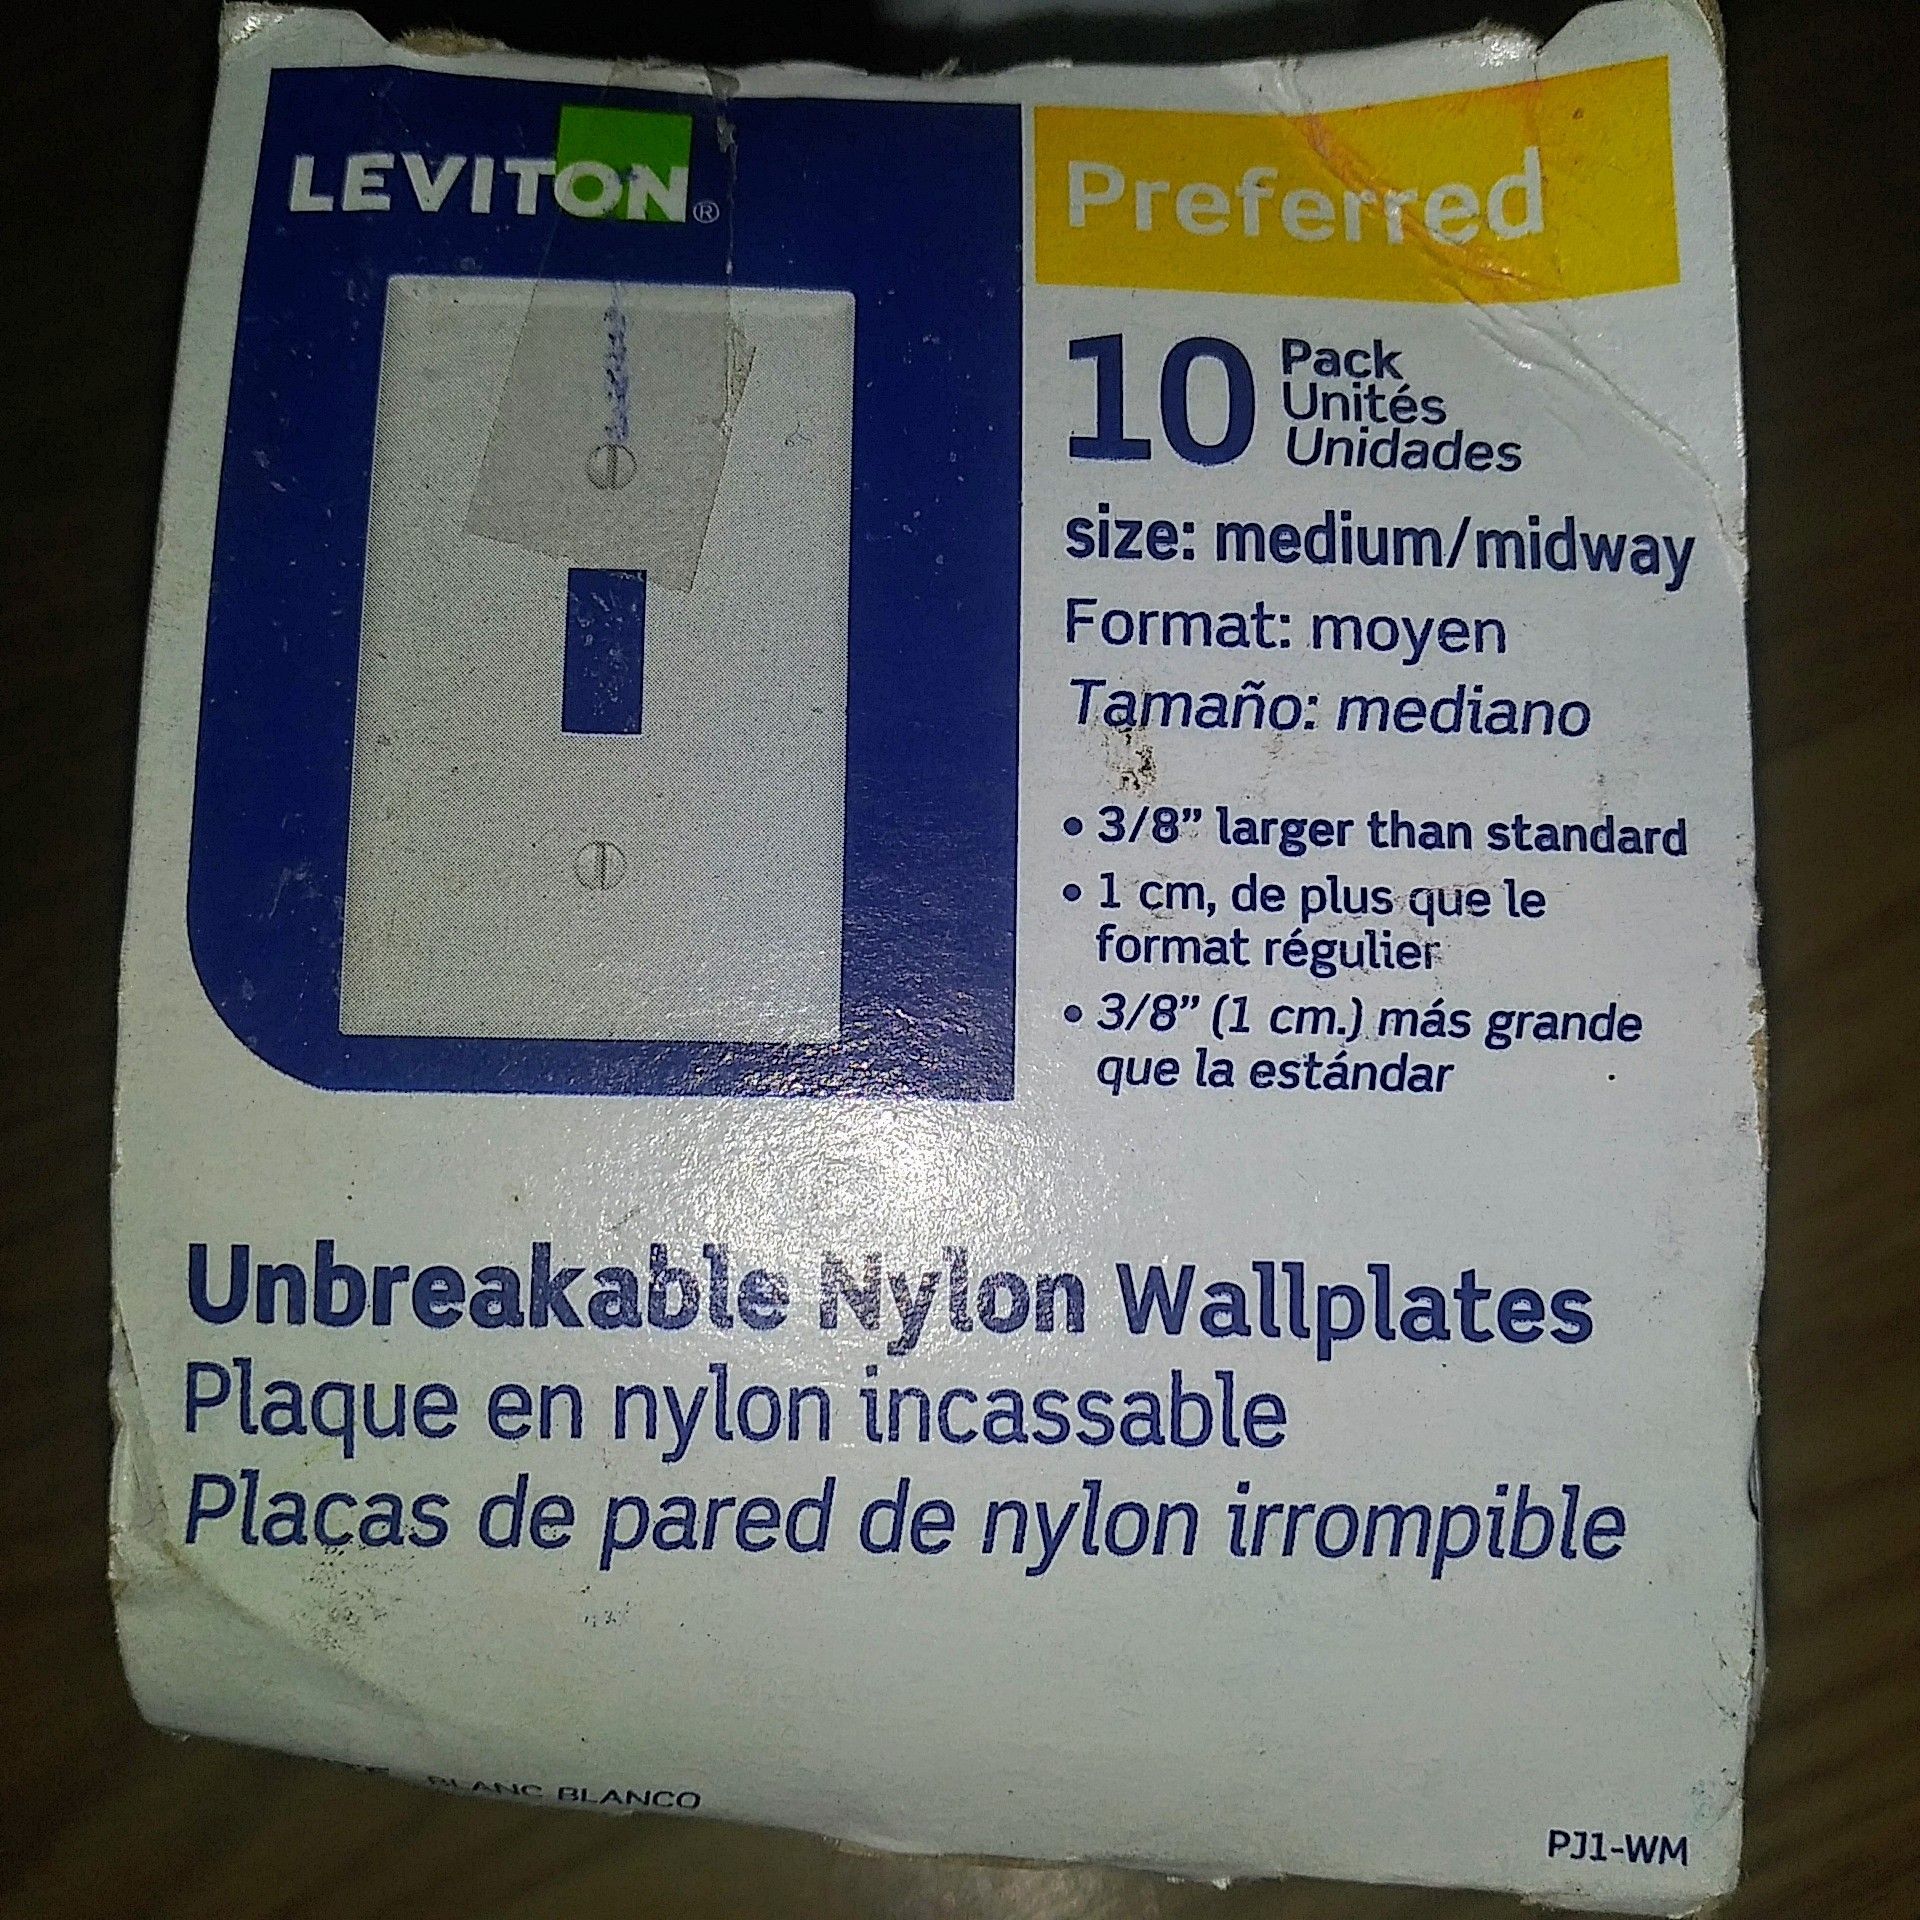 LEVITON®
Preferred
10 Pack
Unités
Unidades
size: medium/midway
Format: moyen
Tamaño: mediano
• 3/8” larger than standard
• 1 cm, de plus que le
format régulier
• 3/8” (1 cm.) más grande
que la estándar
Unbreakable Nylon Wallplates
Plaque en nylon incassable
Placas de pared de nylon irrompible
BLANC BLANCO
PJ1-WM